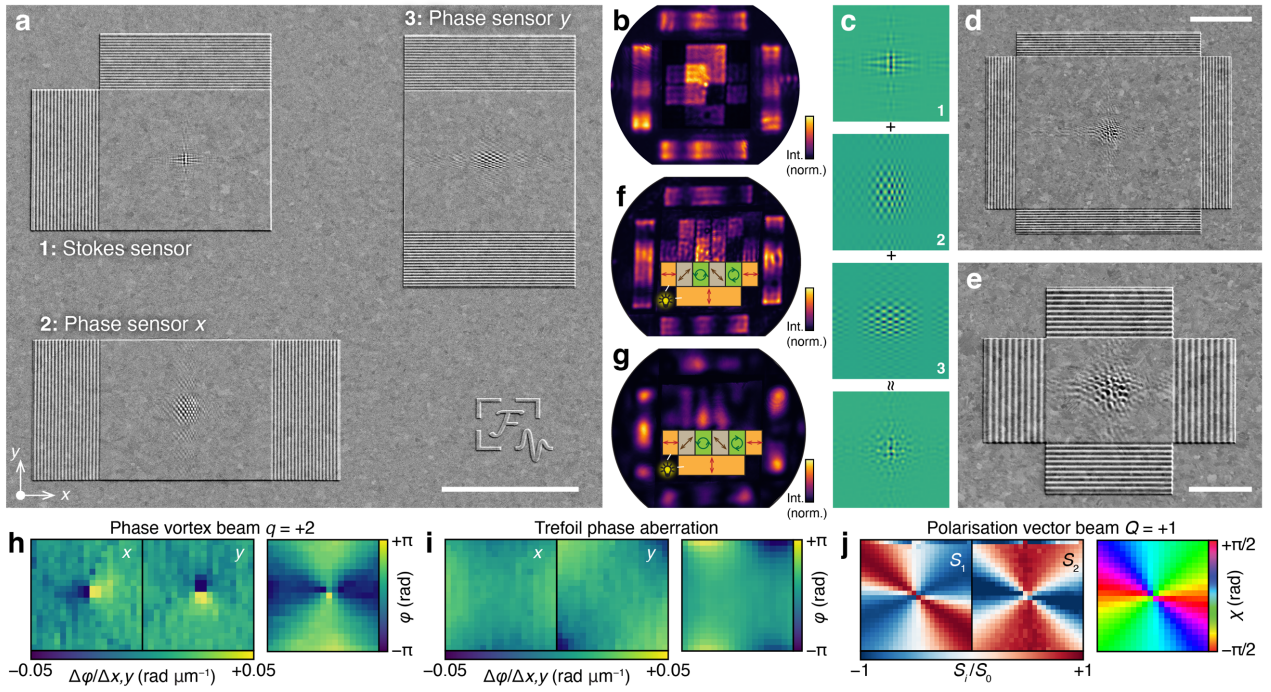 a
3: Phase sensor y
1: Stokes sensor
2: Phase sensor x
y
x
b
Int.
(norm.)
f
Int.
(norm.)
g
Int.
(norm.)
c
1
+
2
+
3
≈
d
e
h
Phase vortex beam q = +2
x
y
+π
φ (rad)
−π
−0.05
+0.05
Δφ/Δx,y (rad μm⁻¹)
i
Trefoil phase aberration
x
y
+π
φ (rad)
−π
−0.05
+0.05
Δφ/Δx,y (rad μm⁻¹)
j
Polarisation vector beam Q = +1
S₁
S₂
+π/2
χ (rad)
−π/2
−1
Sᵢ/S₀
+1